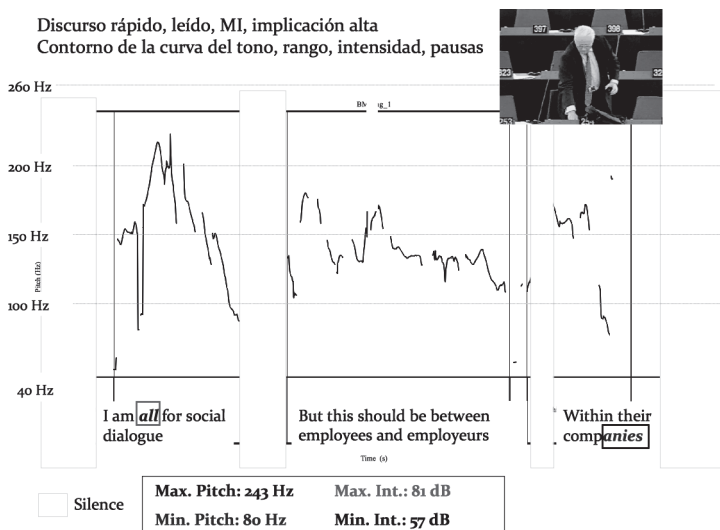 Discurso rápido, leído, MI, implicación alta
Contorno de la curva del tono, rango, intensidad, pausas
397
398
260 Hz
200 Hz
150 Hz
Pitch (Hz)
100 Hz
40 Hz
I am all for social
dialogue
But this should be between
employees and employeurs
Within their
companies
Time (s)
Silence
Max. Pitch: 243 Hz
Max. Int.: 81 dB
Min. Pitch: 80 Hz
Min. Int.: 57 dB